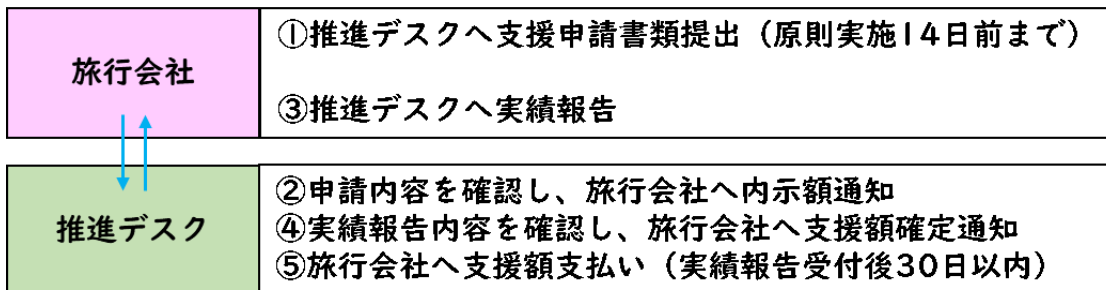 旅行会社
①推進デスクへ支援申請書類提出（原則実施14日前まで）
③推進デスクへ実績報告
推進デスク
②申請内容を確認し、旅行会社へ内示額通知
④実績報告内容を確認し、旅行会社へ支援額確定通知
⑤旅行会社へ支援額支払い（実績報告受付後30日以内）